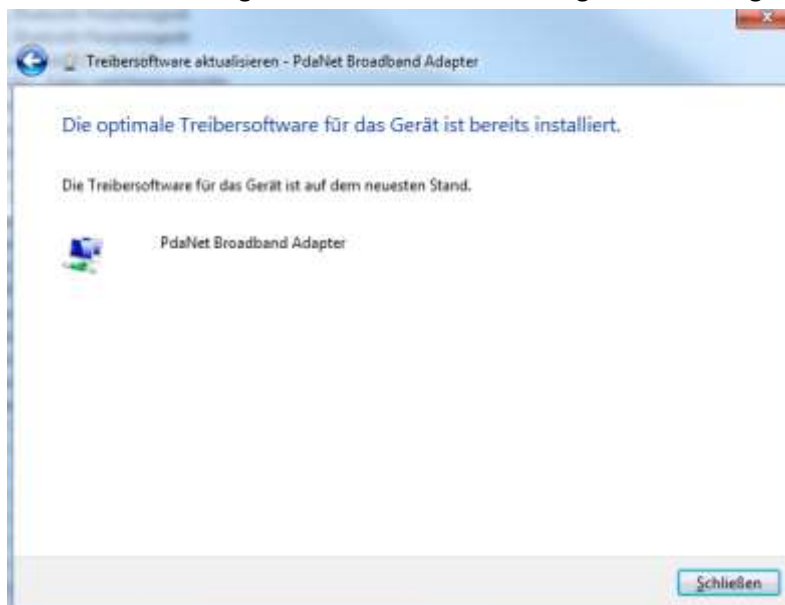 Treibersoftware aktualisieren - PdaNet Broadband Adapter
Die optimale Treibersoftware für das Gerät ist bereits installiert.
Die Treibersoftware für das Gerät ist auf dem neuesten Stand.
PdaNet Broadband Adapter
Schließen